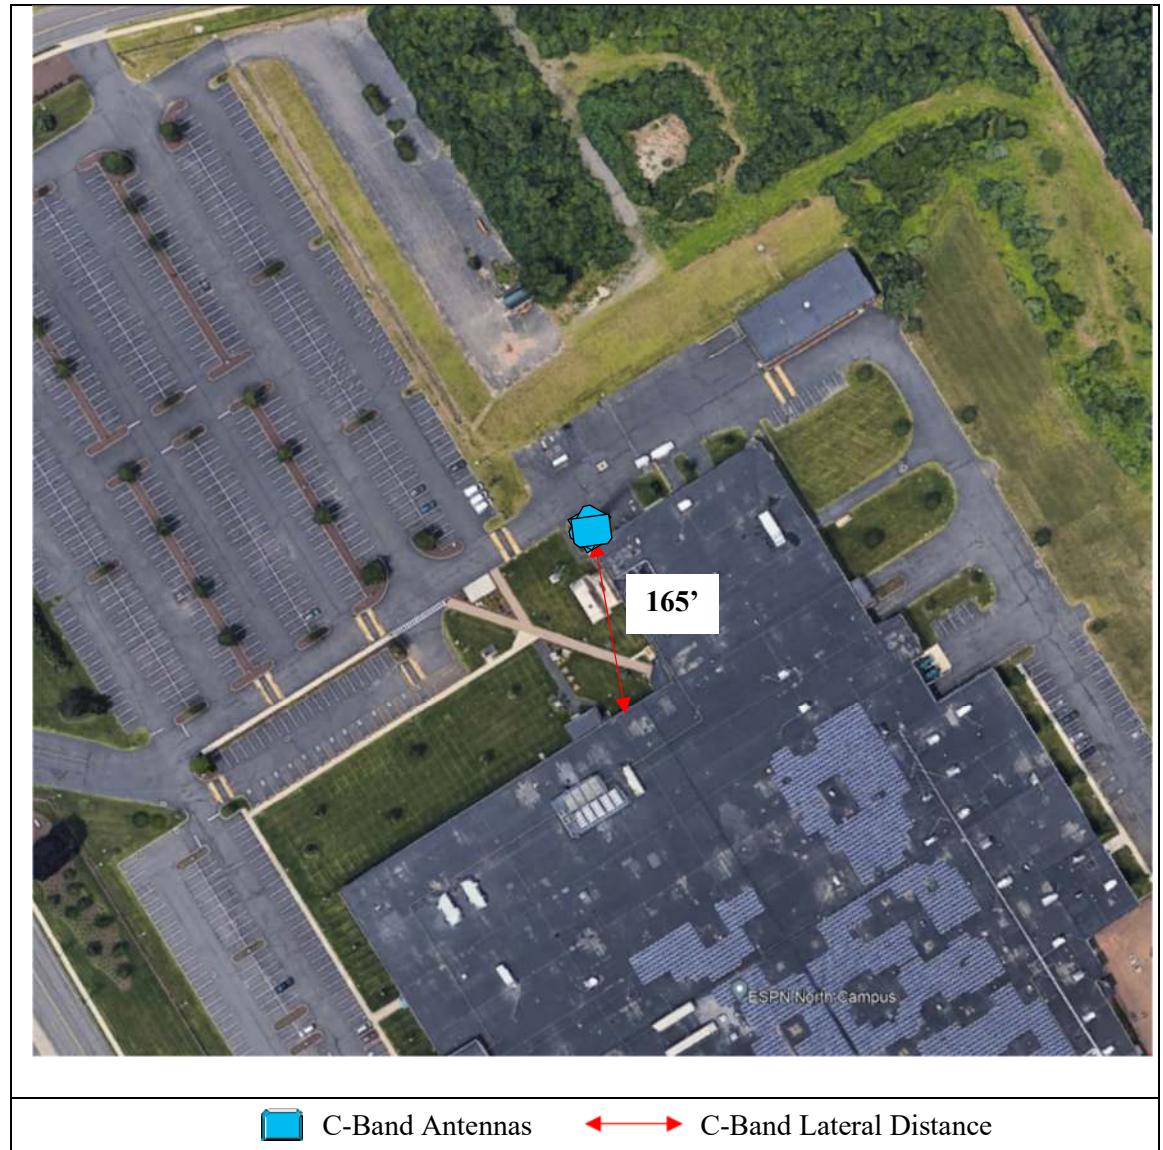 165’
ESPN North Campus
C-Band Antennas
C-Band Lateral Distance